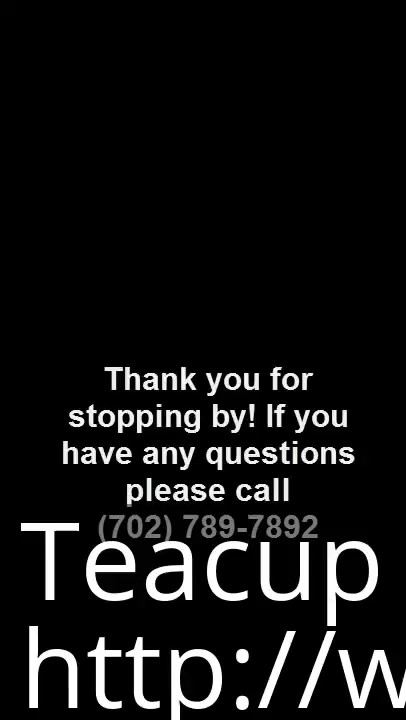 Thank you for
stopping by! If you
have any questions
please call
(702) 789-7892
Teacup
http://w